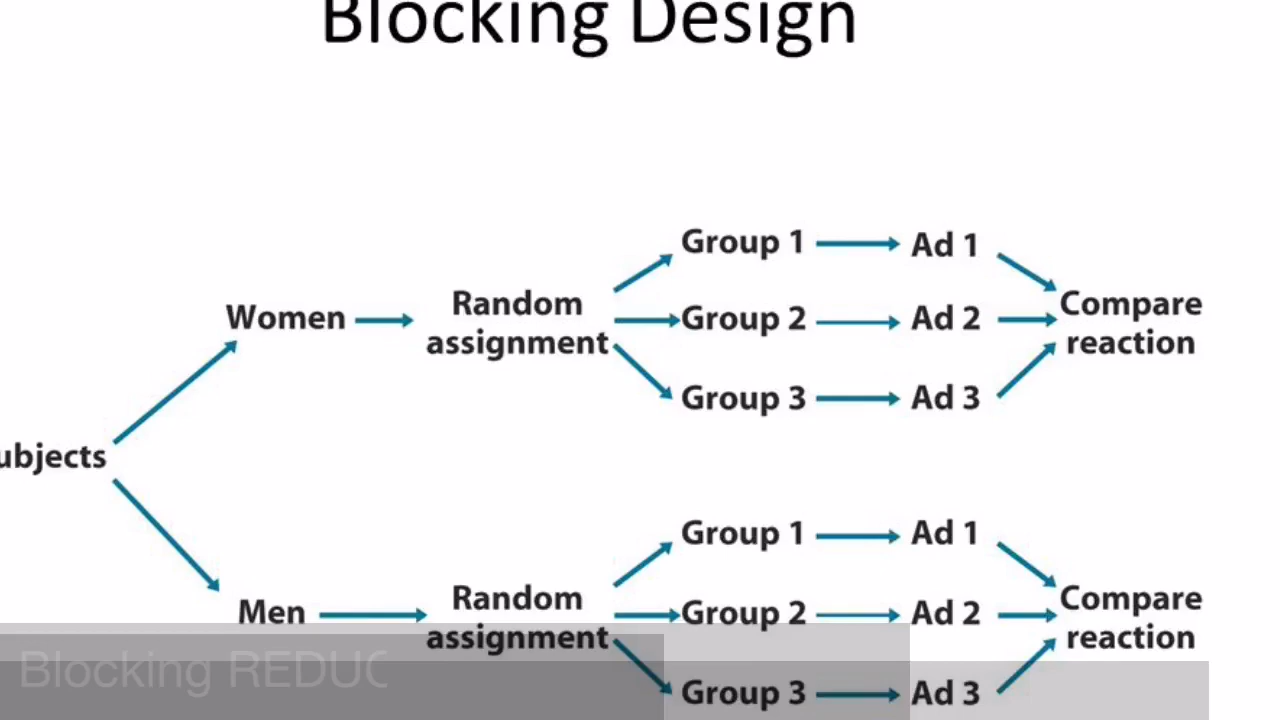 Blocking Design
Group 1 Ad 1
Women Random assignment Group 2 Ad 2 Compare reaction
Group 3 Ad 3
ubjects
Group 1 Ad 1
Men Random assignment Group 2 Ad 2 Compare reaction
Group 3 Ad 3
Blocking REDUC